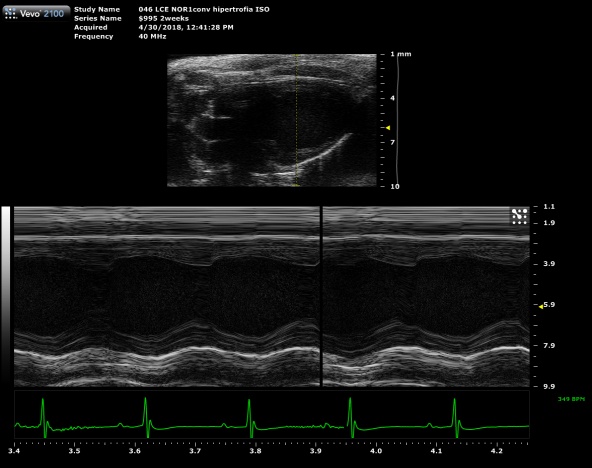 Vevo 2100
Study Name 046 LCE NOR1conv hipertrofia ISO
Series Name $995 2weeks
Acquired 4/30/2018, 12:41:28 PM
Frequency 40 MHz
1 mm
4
7
10
1.1
1.9
3.9
5.9
7.9
9.9
349 BPM
3.4 3.5 3.6 3.7 3.8 3.9 4.0 4.1 4.2